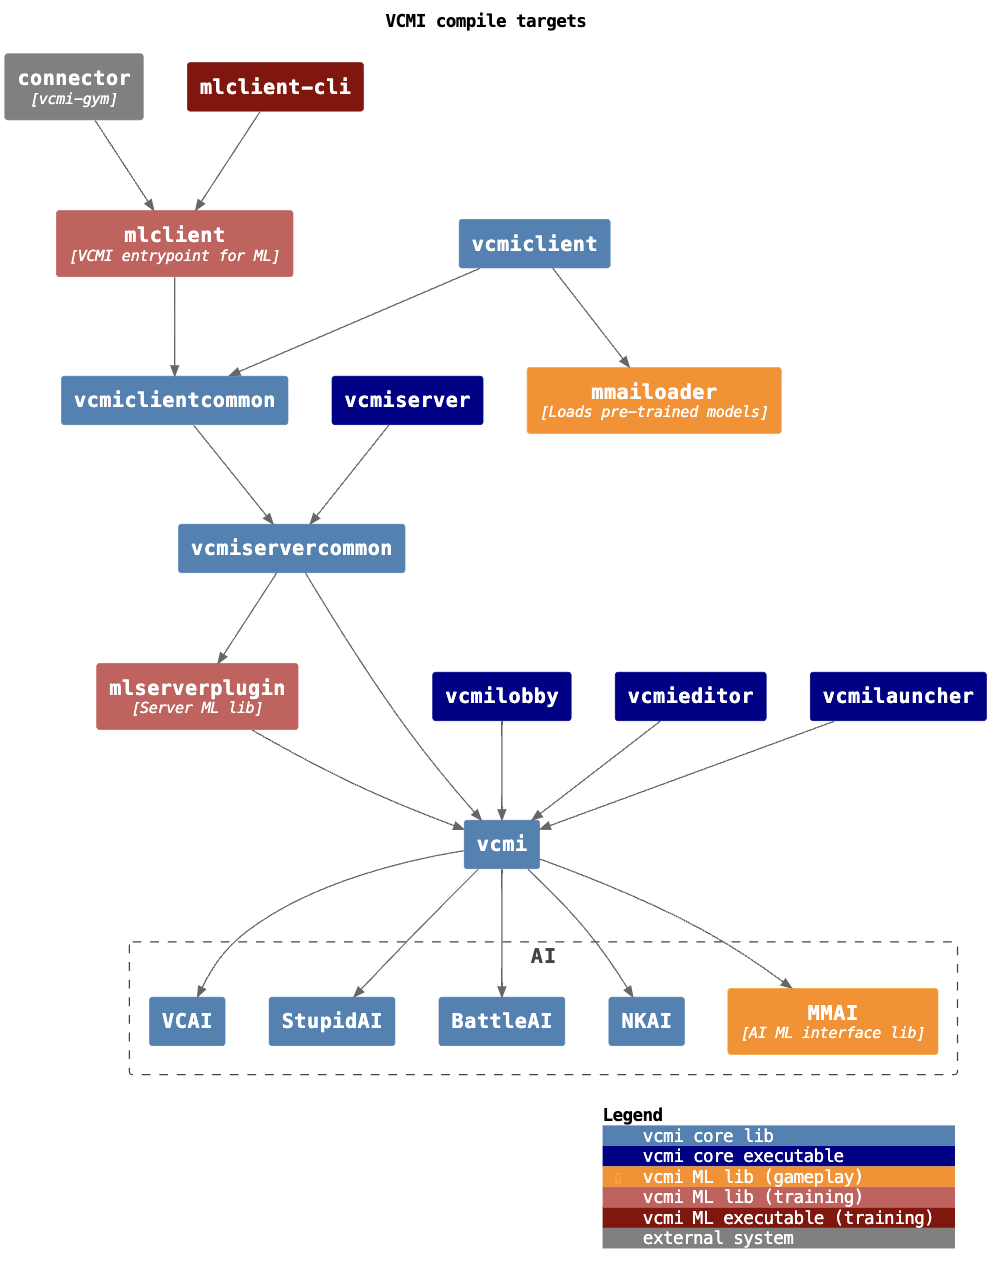 VCMI compile targets
connector
[vcmi-gym]
mlclient-cli
mlclient
[VCMI entrypoint for ML]
vcmiclient
vcmiclientcommon
vcmiserver
mmailoader
[Loads pre-trained models]
vcmiservercommon
mlserverplugin
[Server ML lib]
vcmilobby
vcmieditor
vcmilauncher
vcmi
AI
VCAI
StupidAI
BattleAI
NKAI
MMAI
[AI ML interface lib]
Legend
vcmi core lib
vcmi core executable
vcmi ML lib (gameplay)
vcmi ML lib (training)
vcmi ML executable (training)
external system